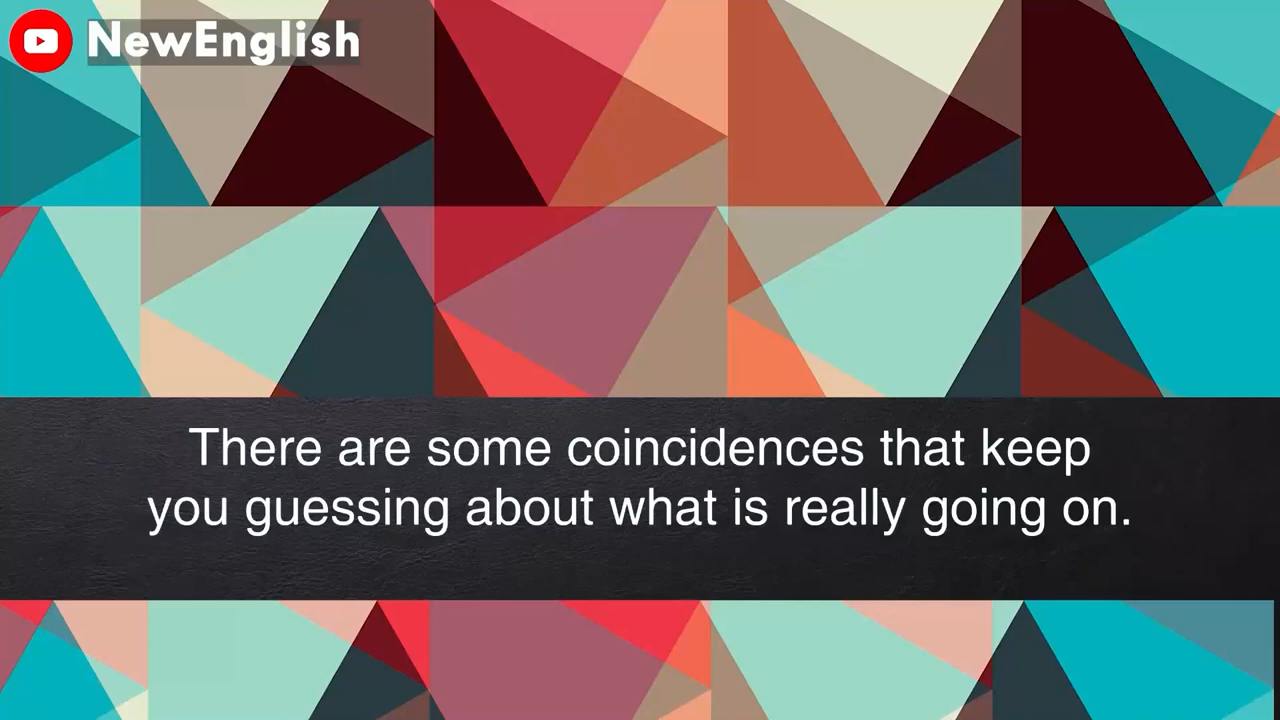 NewEnglish
There are some coincidences that keep
you guessing about what is really going on.